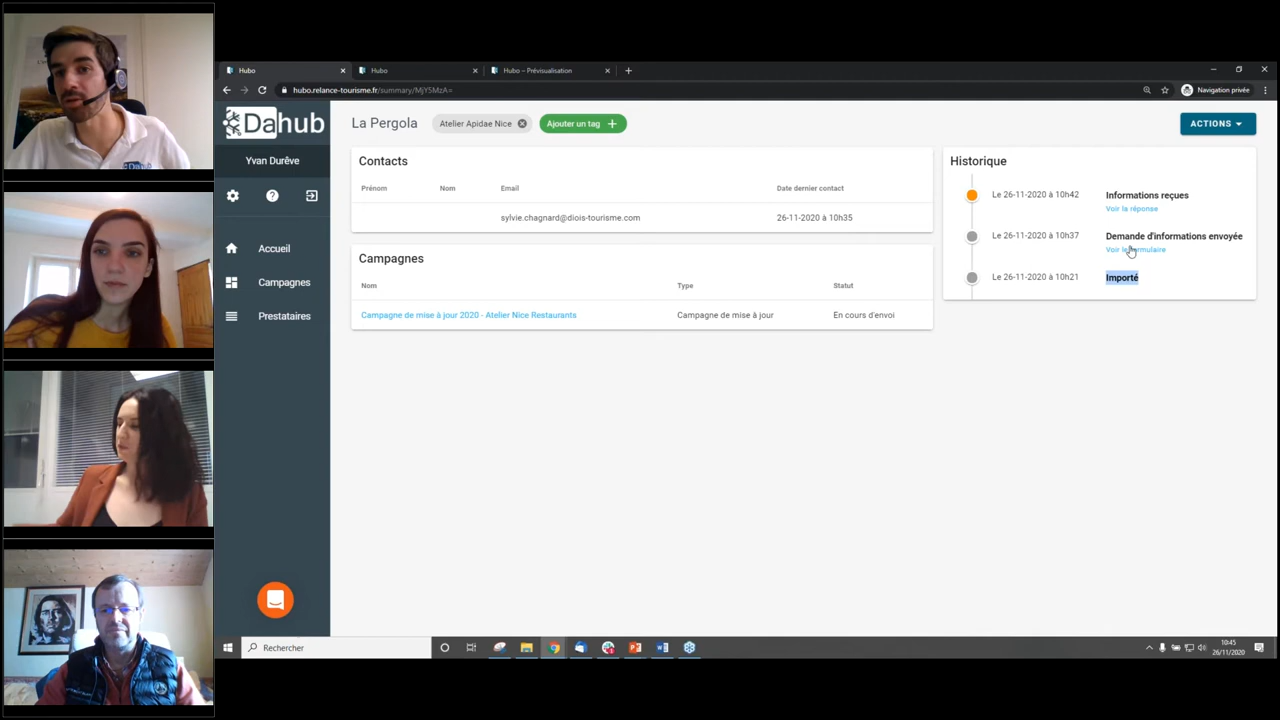 Hubo
Hubo
Hubo – Prévisualisation
hubo.relance-tourisme.fr/summary/MjY5MzA=
Navigation privée
Dahub
La Pergola
Atelier Apidae Nice
Ajouter un tag
ACTIONS
Yvan Durêve
Contacts
Prénom
Nom
Email
Date dernier contact
sylvie.chagnard@diois-tourisme.com
26-11-2020 à 10h35
Accueil
Campagnes
Prestataires
Campagnes
Nom
Type
Statut
Campagne de mise à jour 2020 - Atelier Nice Restaurants
Campagne de mise à jour
En cours d'envoi
Historique
Le 26-11-2020 à 10h42
Informations reçues
Voir la réponse
Le 26-11-2020 à 10h37
Demande d'informations envoyée
Voir le formulaire
Le 26-11-2020 à 10h21
Importé
Rechercher
10:45
26/11/2020